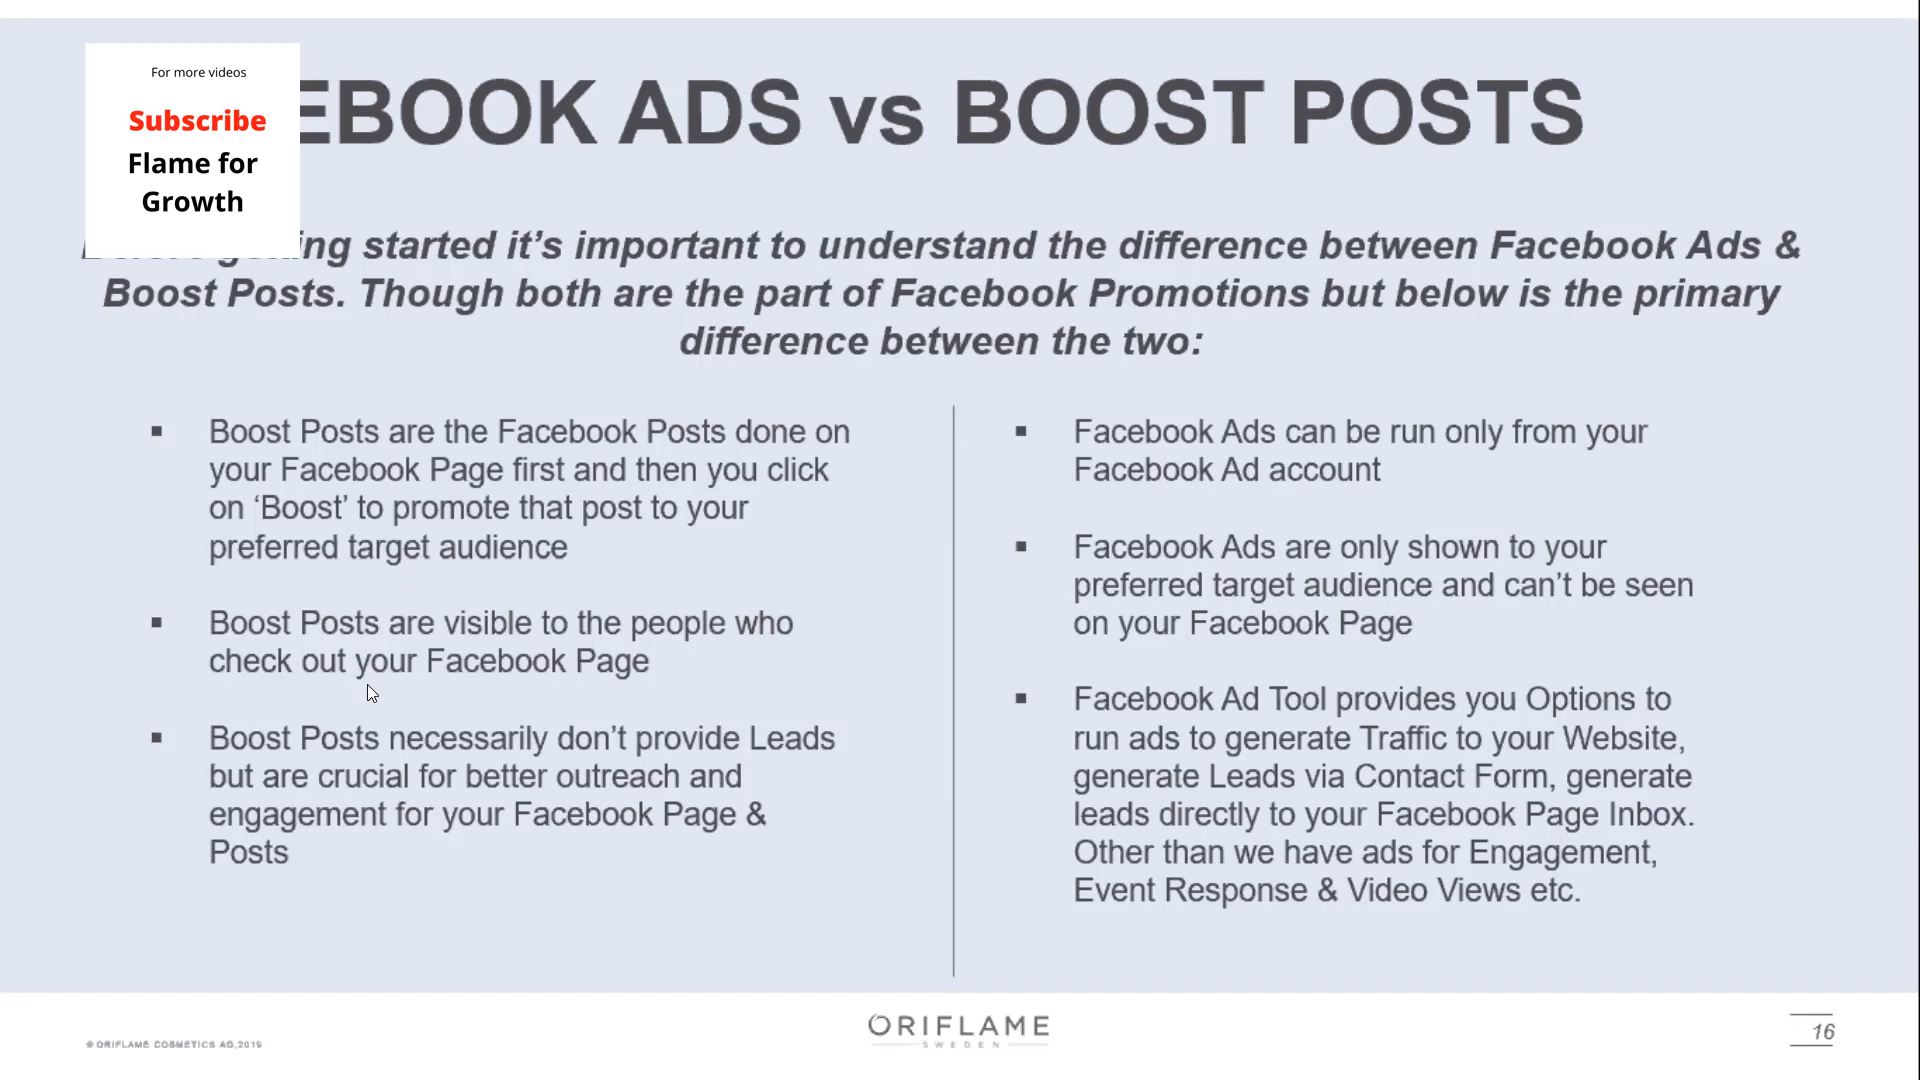 For more videos
Subscribe
Flame for
Growth
EBOOK ADS vs BOOST POSTS
started it’s important to understand the difference between Facebook Ads &
Boost Posts. Though both are the part of Facebook Promotions but below is the primary
difference between the two:
▪ Boost Posts are the Facebook Posts done on
your Facebook Page first and then you click
on ‘Boost’ to promote that post to your
preferred target audience
▪ Boost Posts are visible to the people who
check out your Facebook Page
▪ Boost Posts necessarily don’t provide Leads
but are crucial for better outreach and
engagement for your Facebook Page &
Posts
▪ Facebook Ads can be run only from your
Facebook Ad account
▪ Facebook Ads are only shown to your
preferred target audience and can’t be seen
on your Facebook Page
▪ Facebook Ad Tool provides you Options to
run ads to generate Traffic to your Website,
generate Leads via Contact Form, generate
leads directly to your Facebook Page Inbox.
Other than we have ads for Engagement,
Event Response & Video Views etc.
© ORIFLAME COSMETICS AG,2019
ORIFLAME
SWEDEN
16